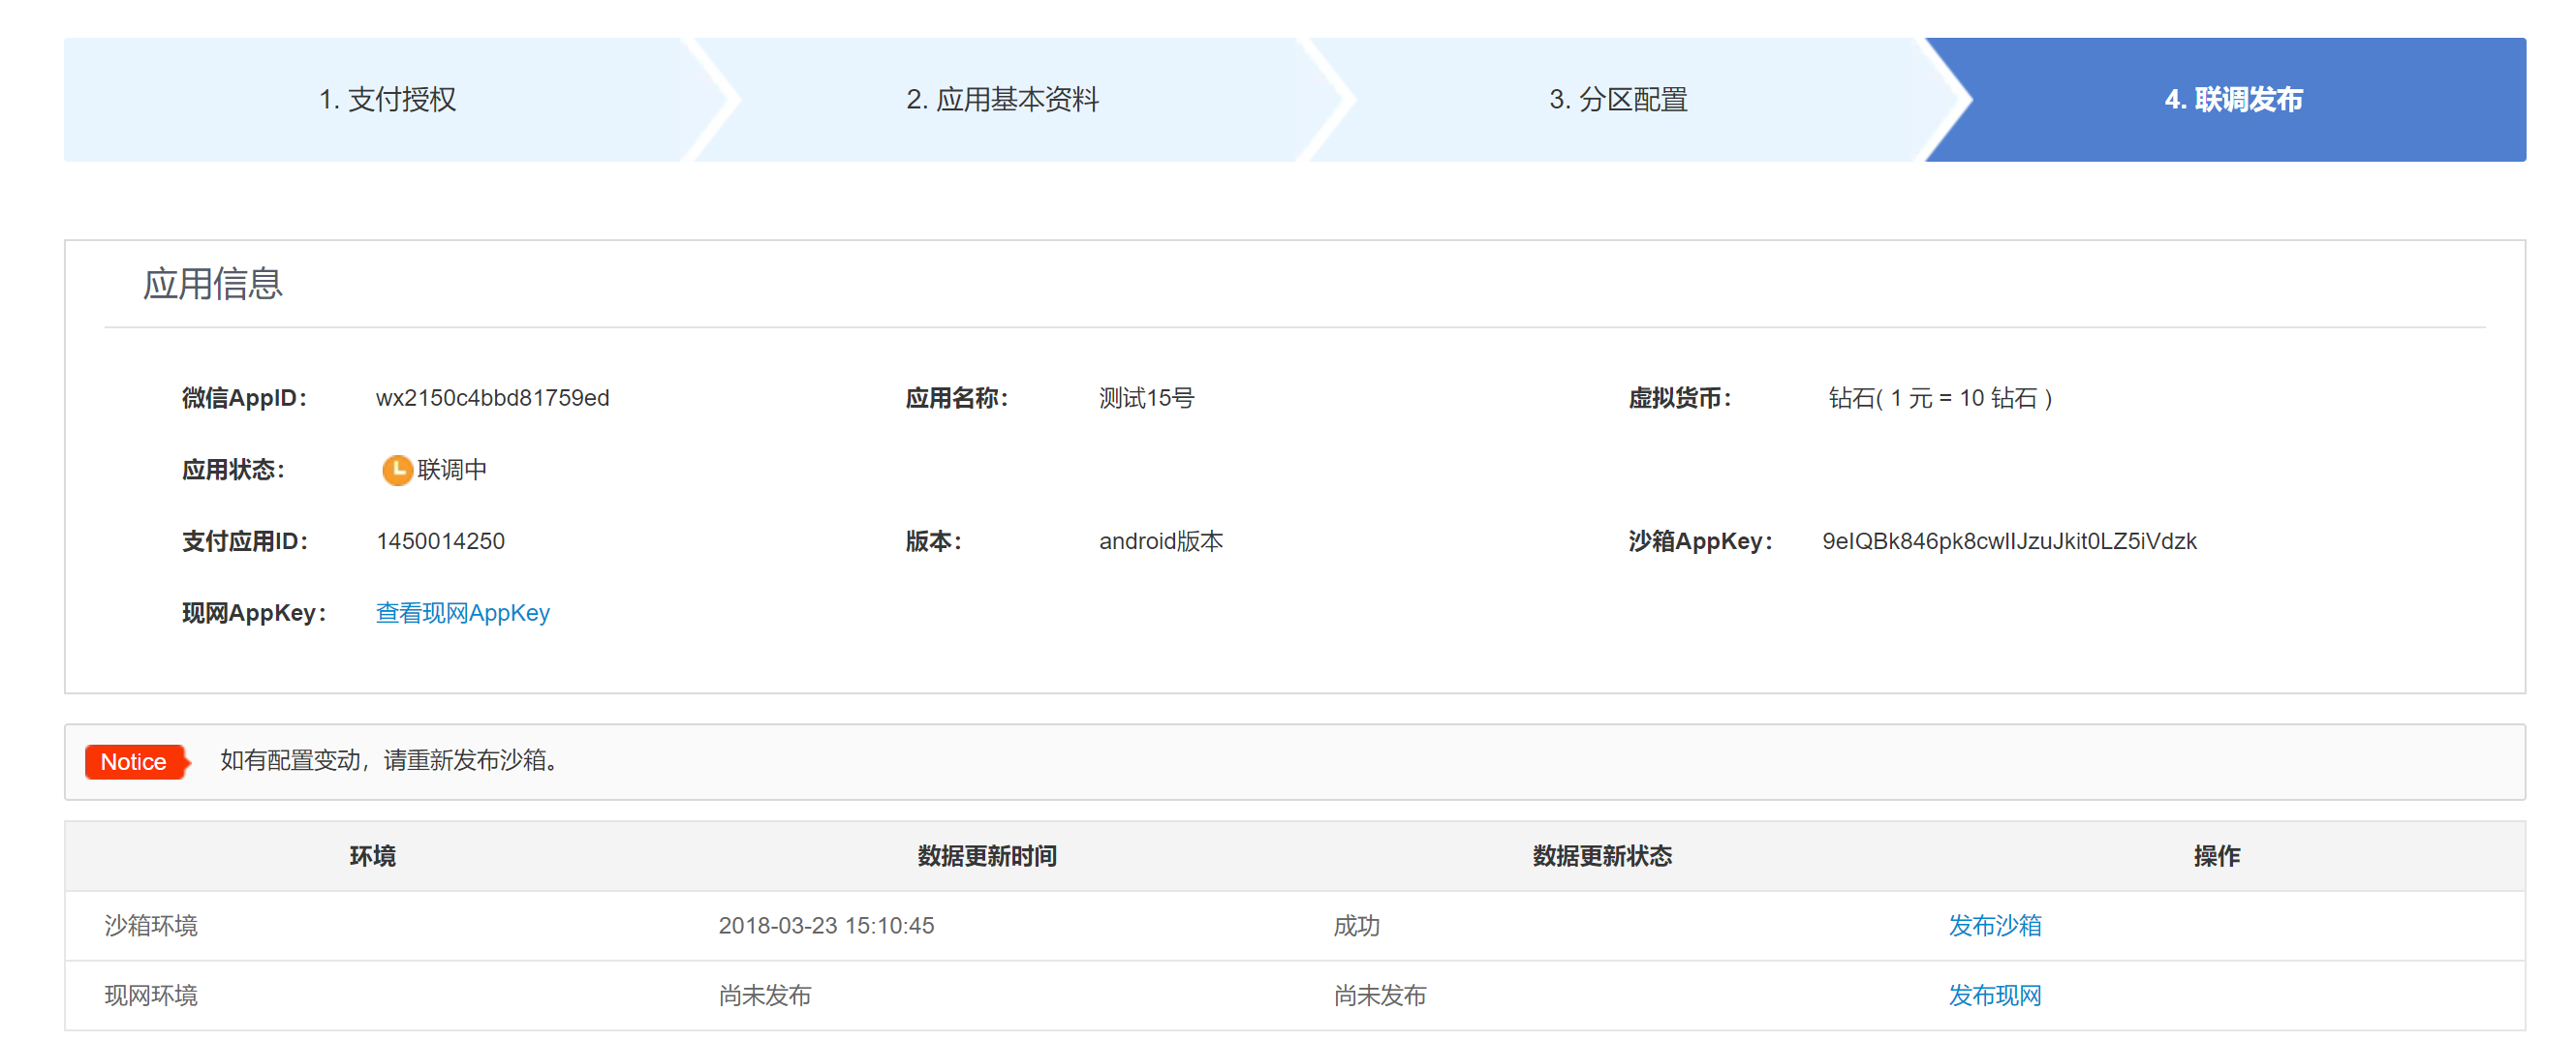 1. 支付授权
2. 应用基本资料
3. 分区配置
4. 联调发布
应用信息
微信AppID： wx2150c4bbd81759ed 应用名称： 测试15号 虚拟货币： 钻石( 1 元 = 10 钻石 )
应用状态： 联调中
支付应用ID： 1450014250 版本： android版本 沙箱AppKey： 9eIQBk846pk8cwlIJzuJkit0LZ5iVdzk
现网AppKey： 查看现网AppKey
Notice 如有配置变动，请重新发布沙箱。
环境 数据更新时间 数据更新状态 操作
沙箱环境 2018-03-23 15:10:45 成功 发布沙箱
现网环境 尚未发布 尚未发布 发布现网